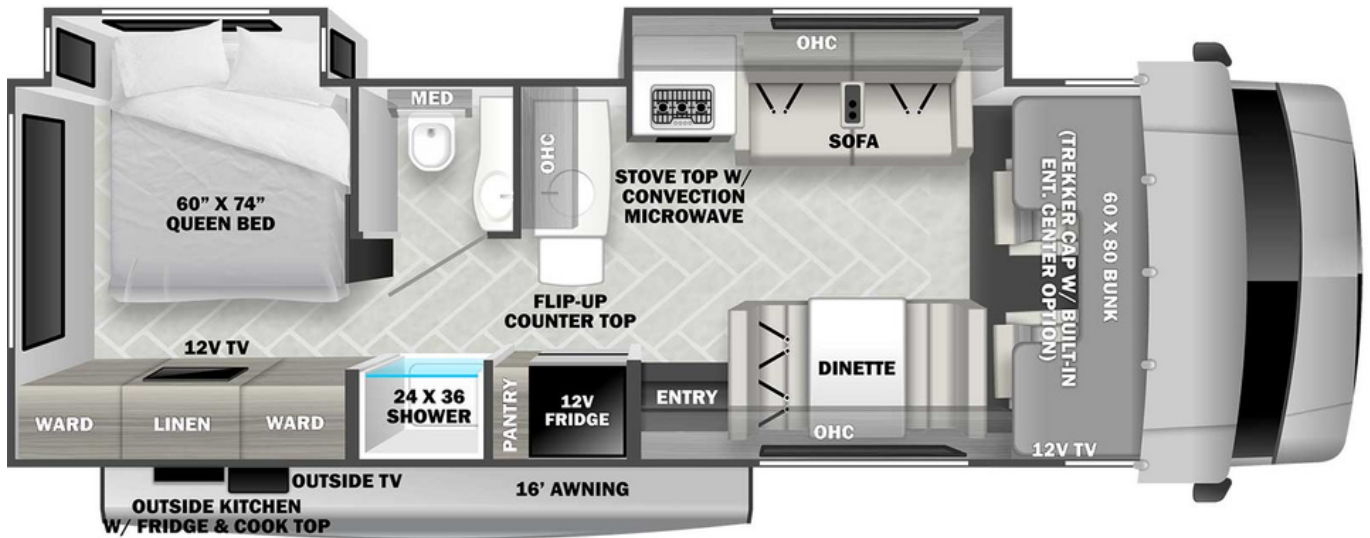 MED
OHC
OHC
SOFA
STOVE TOP W/
CONVECTION
MICROWAVE
60” X 74”
QUEEN BED
60 X 80 BUNK
(TREKKER CAP W/ BUILT-IN
ENT. CENTER OPTION)
FLIP-UP
COUNTER TOP
12V TV
DINETTE
24 X 36
SHOWER
PANTRY
12V
FRIDGE
ENTRY
WARD
LINEN
WARD
OHC
12V TV
OUTSIDE TV
16’ AWNING
OUTSIDE KITCHEN
W/ FRIDGE & COOK TOP